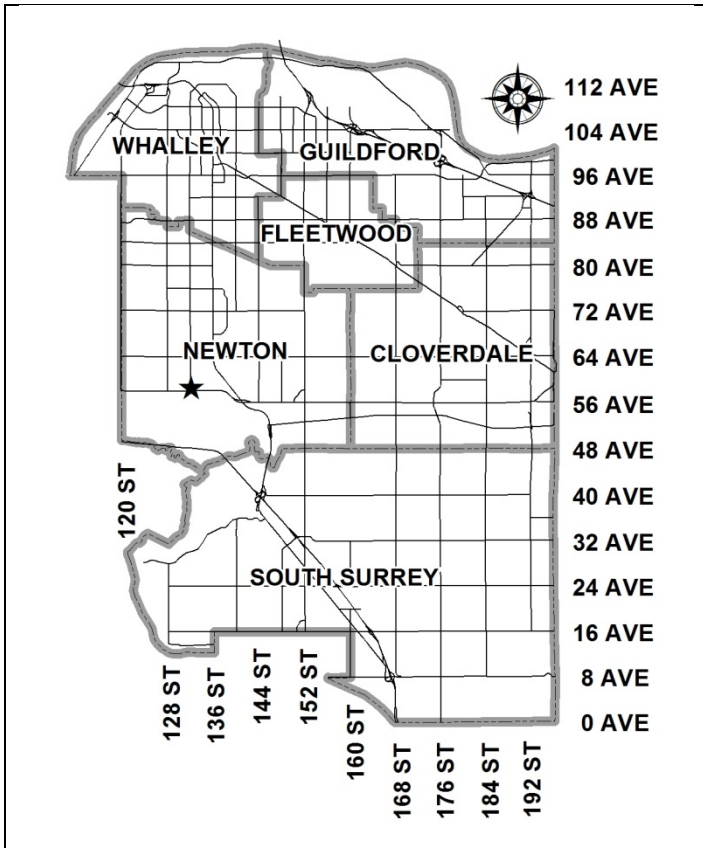 112 AVE
104 AVE
WHALLEY
GUILDFORD
96 AVE
88 AVE
FLEETWOOD
80 AVE
72 AVE
NEWTON
CLOVERDALE
64 AVE
56 AVE
48 AVE
120 ST
40 AVE
32 AVE
SOUTH SURREY
24 AVE
16 AVE
128 ST
136 ST
144 ST
152 ST
160 ST
8 AVE
0 AVE
168 ST
176 ST
184 ST
192 ST